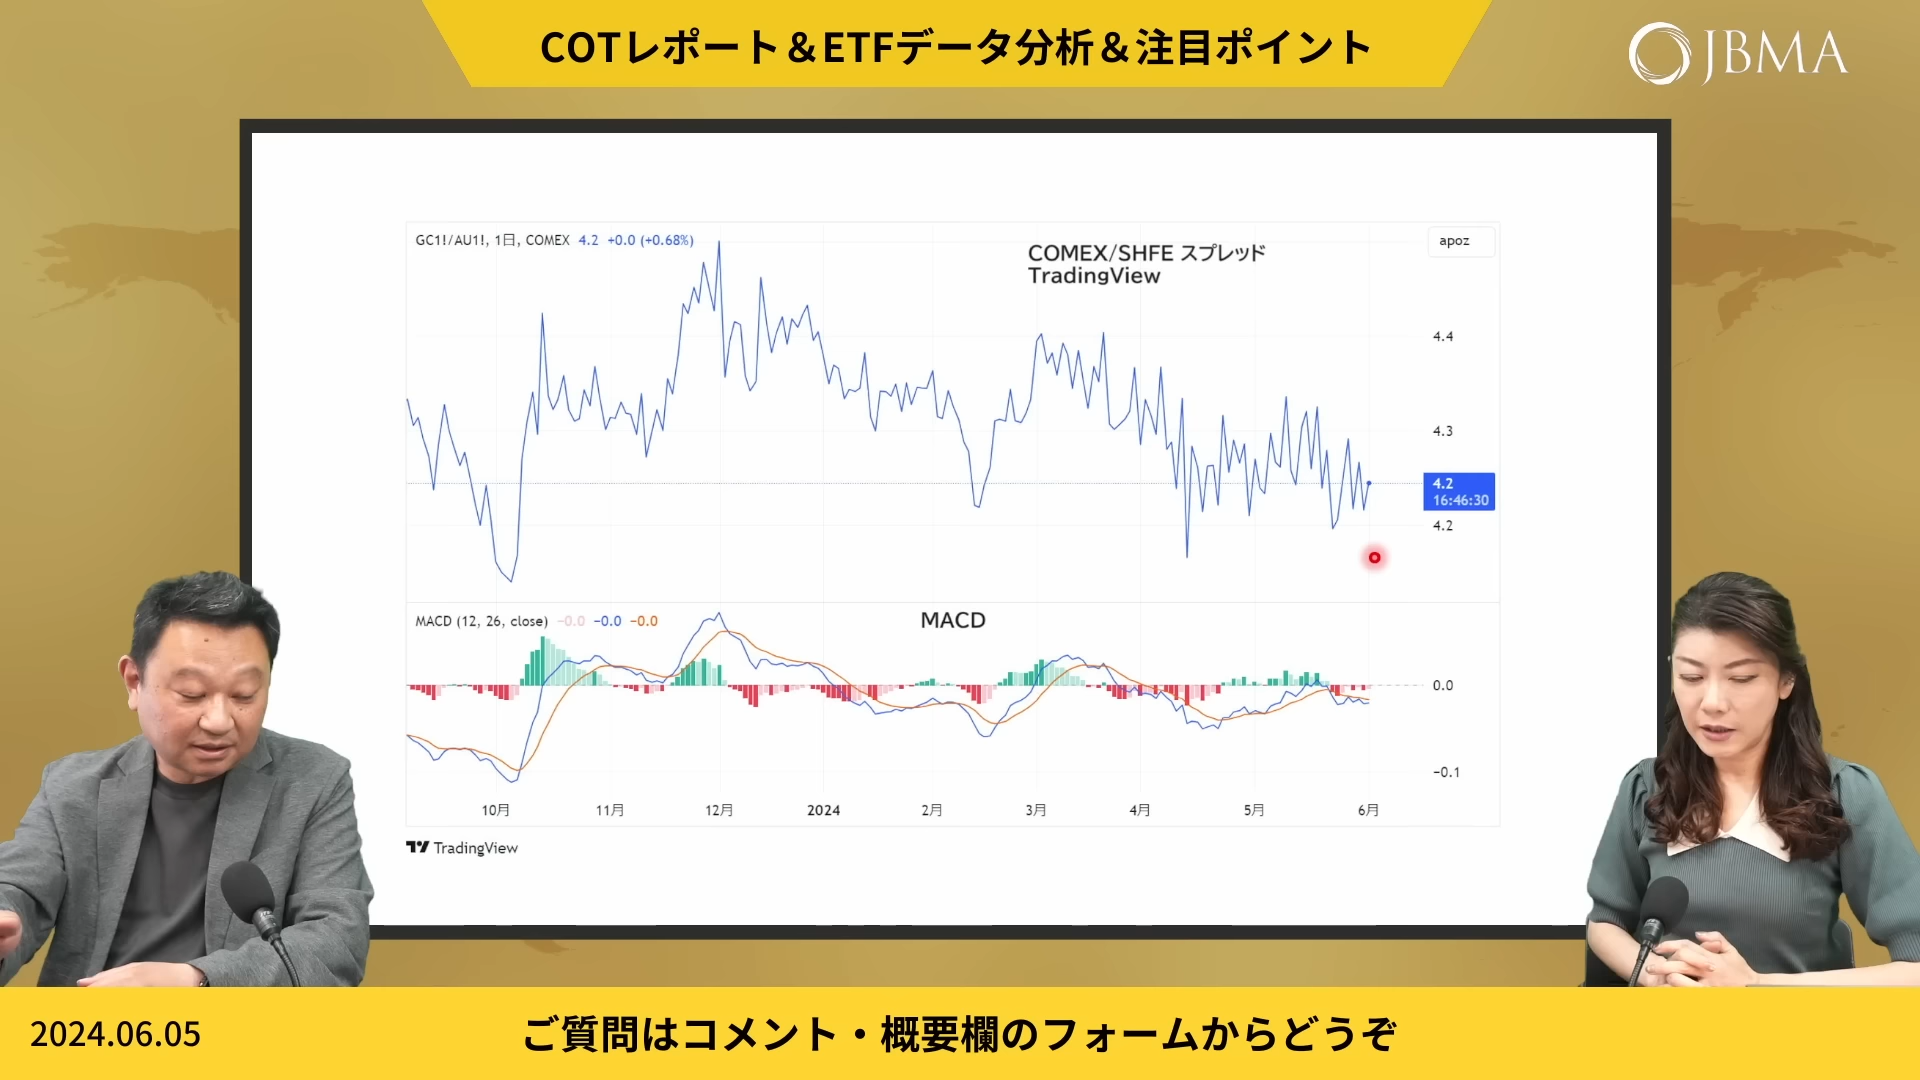 COTレポート＆ETFデータ分析＆注目ポイント
JBMA
GC1!/AU1!, 1日, COMEX 4.2 +0.0 (+0.68%)
COMEX/SHFE スプレッド
TradingView
apoz
4.4
4.3
4.2
16:46:30
4.2
MACD (12, 26, close) −0.0 −0.0 −0.0
MACD
0.0
−0.1
10月 11月 12月 2024 2月 3月 4月 5月 6月
TradingView
2024.06.05
ご質問はコメント・概要欄のフォームからどうぞ